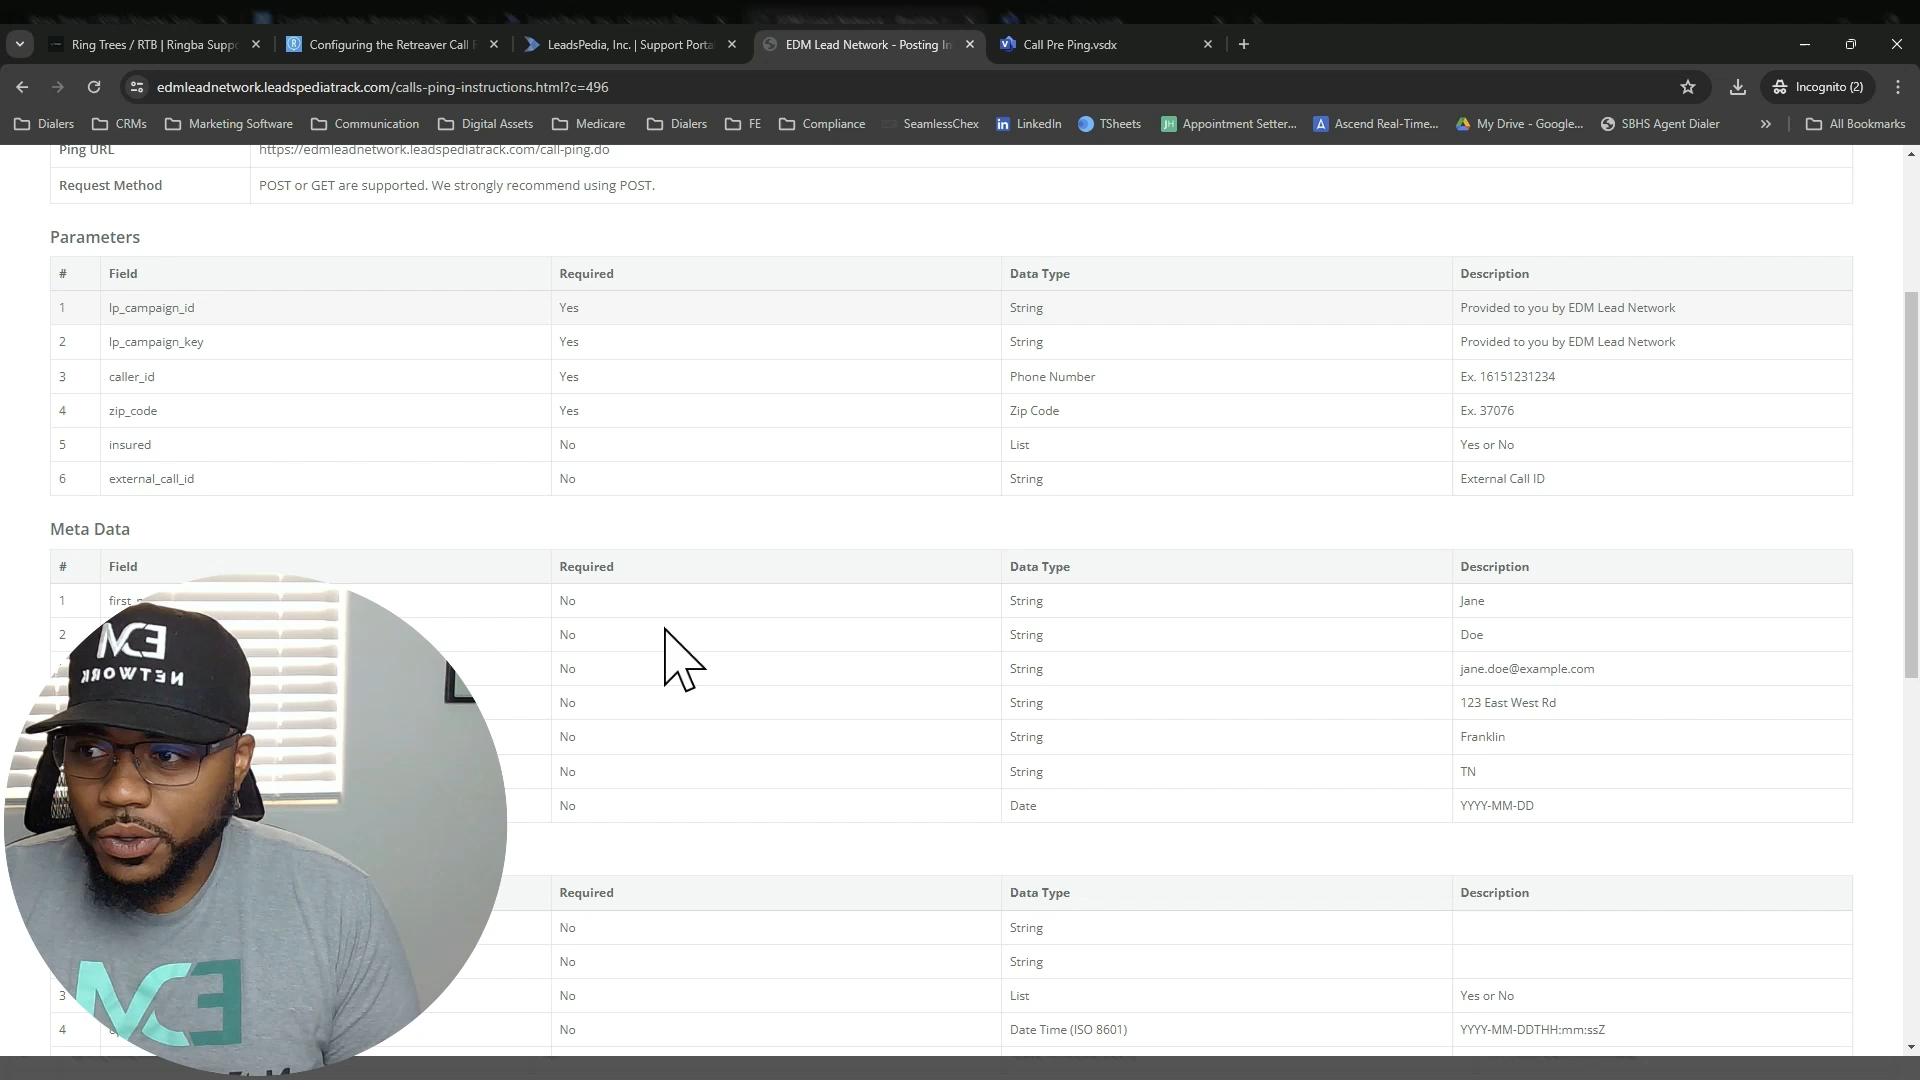 Ring Trees / RTB | Ringba Suppo
Configuring the Retreaver Call
LeadsPedia, Inc. | Support Porta
EDM Lead Network - Posting In
Call Pre Ping.vsdx
edmleadnetwork.leadspediatrack.com/calls-ping-instructions.html?c=496
Incognito (2)
Dialers
CRMs
Marketing Software
Communication
Digital Assets
Medicare
Dialers
FE
Compliance
SeamlessChex
LinkedIn
TSheets
Appointment Setter...
Ascend Real-Time...
My Drive - Google...
SBHS Agent Dialer
All Bookmarks
Ping URL https://edmleadnetwork.leadspediatrack.com/call-ping.do
Request Method POST or GET are supported. We strongly recommend using POST.
Parameters
# Field Required Data Type Description
1 lp_campaign_id Yes String Provided to you by EDM Lead Network
2 lp_campaign_key Yes String Provided to you by EDM Lead Network
3 caller_id Yes Phone Number Ex. 16151231234
4 zip_code Yes Zip Code Ex. 37076
5 insured No List Yes or No
6 external_call_id No String External Call ID
Meta Data
# Field Required Data Type Description
1 first No String Jane
2 No String Doe
No String jane.doe@example.com
No String 123 East West Rd
No String Franklin
No String TN
No Date YYYY-MM-DD
Required Data Type Description
No String
No String
3 No List Yes or No
4 No Date Time (ISO 8601) YYYY-MM-DDTHH:mm:ssZ
EDM
NETWORK